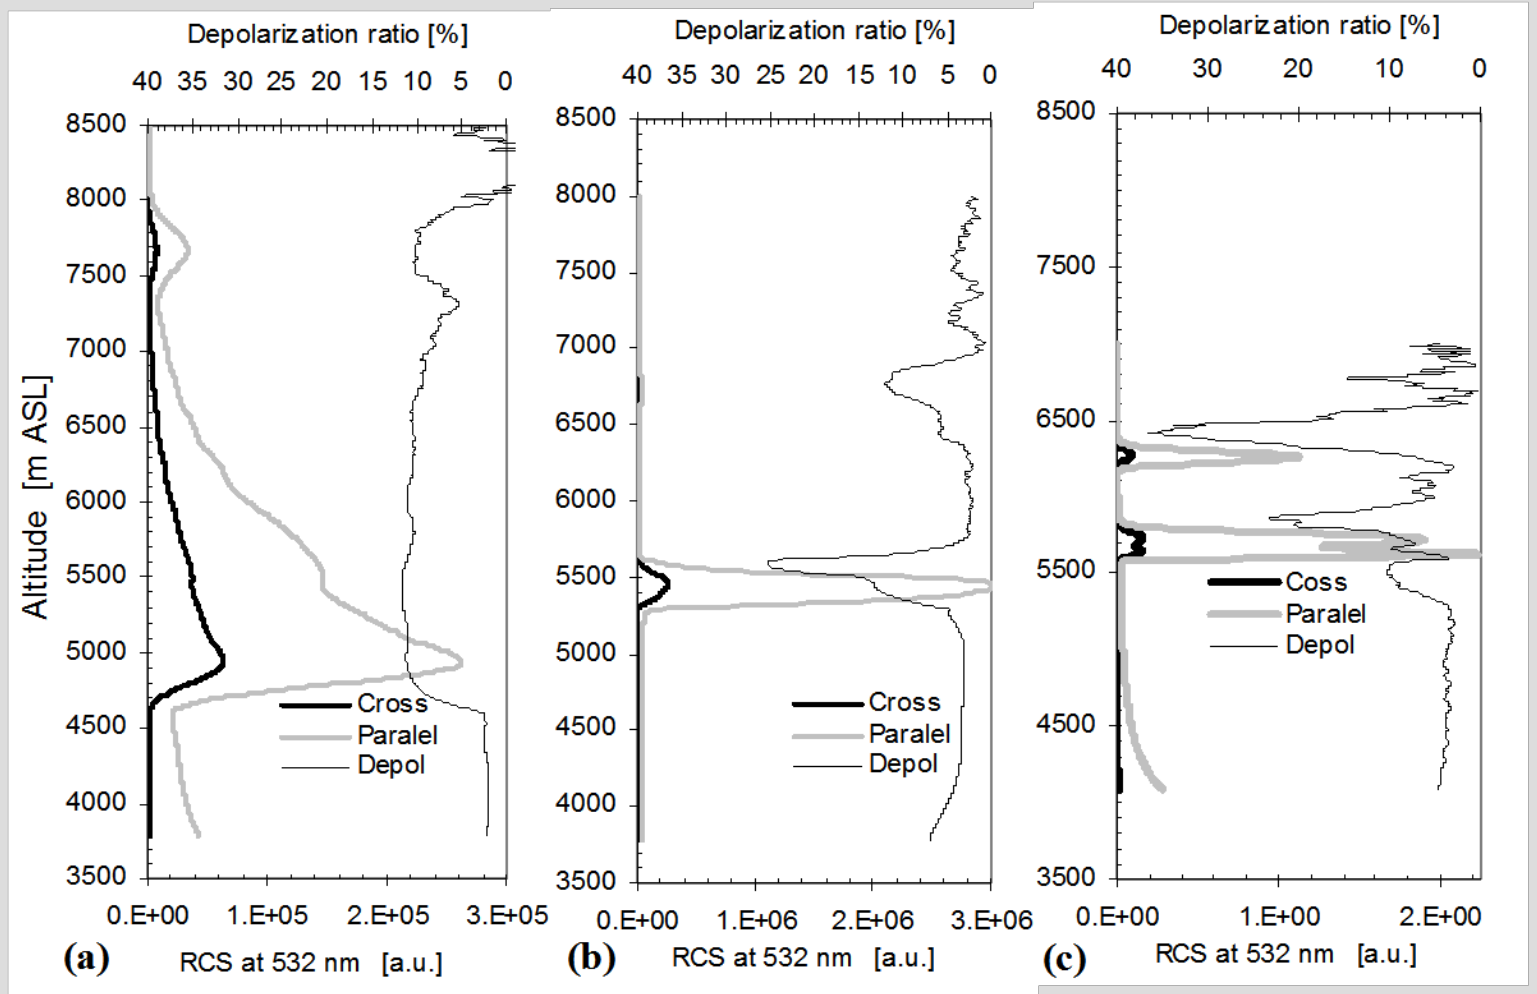 Depolarization ratio [%]
40 35 30 25 20 15 10 5 0
8500
8000
7500
7000
6500
6000
5500
5000
4500
4000
3500
Altitude [m ASL]
Cross
Paralel
Depol
0.E+00 1.E+05 2.E+05 3.E+05
(a)
RCS at 532 nm [a.u.]
Depolarization ratio [%]
40 35 30 25 20 15 10 5 0
8500
8000
7500
7000
6500
6000
5500
5000
4500
4000
3500
Cross
Paralel
Depol
0.E+00 1.E+06 2.E+06 3.E+06
(b)
RCS at 532 nm [a.u.]
Depolarization ratio [%]
40 30 20 10 0
8500
7500
6500
5500
4500
3500
Coss
Paralel
Depol
0.E+00 1.E+00 2.E+00
(c)
RCS at 532 nm [a.u.]